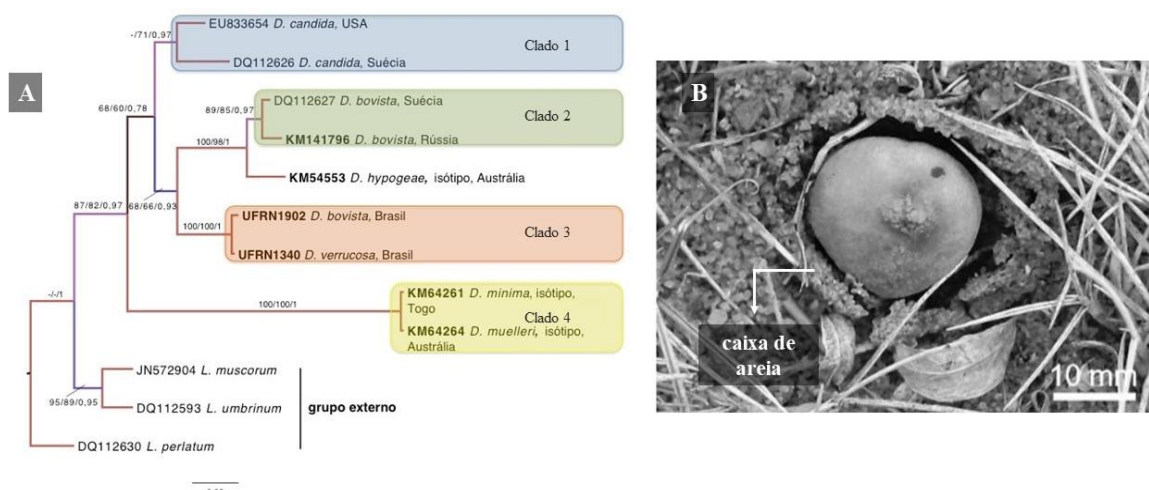 A
EU833654 D. candida, USA
-/71/0,97
Clado 1
DQ112626 D. candida, Suécia
68/60/0,78
89/85/0,97
DQ112627 D. bovista, Suécia
Clado 2
KM141796 D. bovista, Rússia
100/98/1
KM54553 D. hypogeae, isótipo, Austrália
87/82/0,97
68/66/0,93
UFRN1902 D. bovista, Brasil
100/100/1
Clado 3
UFRN1340 D. verrucosa, Brasil
-/-/1
100/100/1
KM64261 D. minima, isótipo,
Togo
Clado 4
KM64264 D. muelleri, isótipo,
Austrália
JN572904 L. muscorum
95/89/0,95
DQ112593 L. umbrinum
grupo externo
DQ112630 L. perlatum
B
caixa de
areia
10 mm